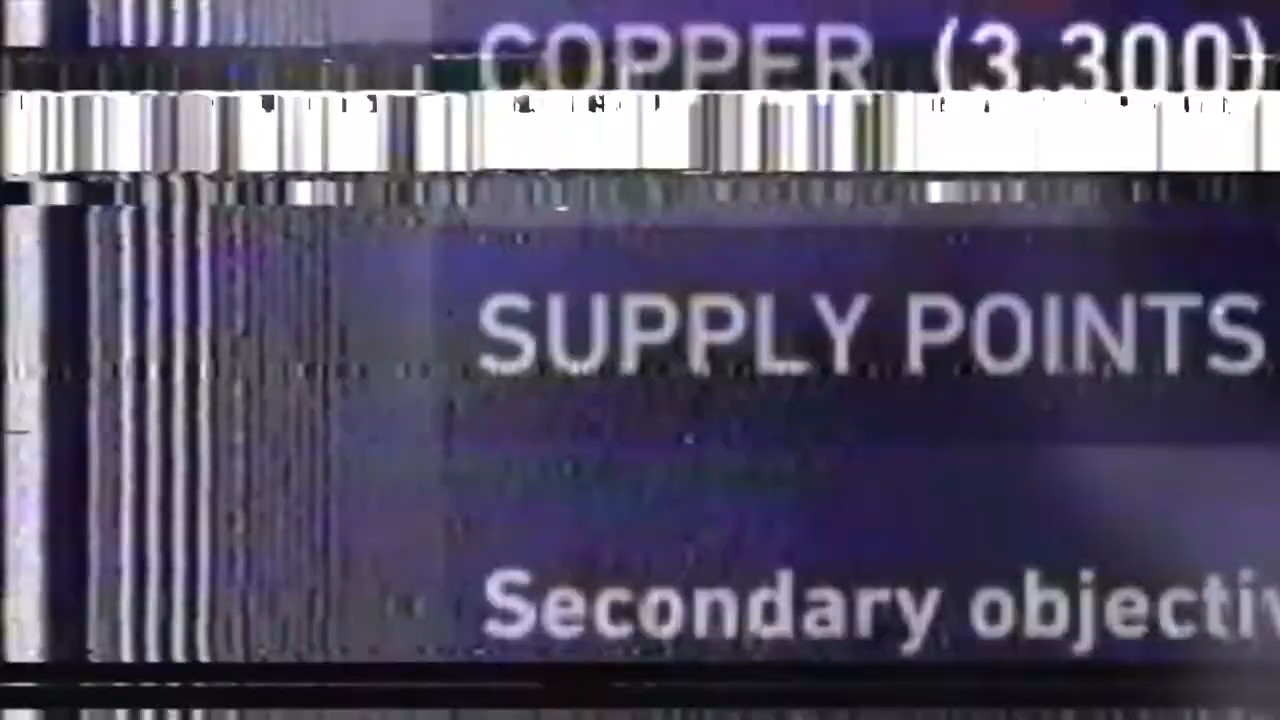 COPPER (3,300)
SUPPLY POINTS
Secondary objectiv